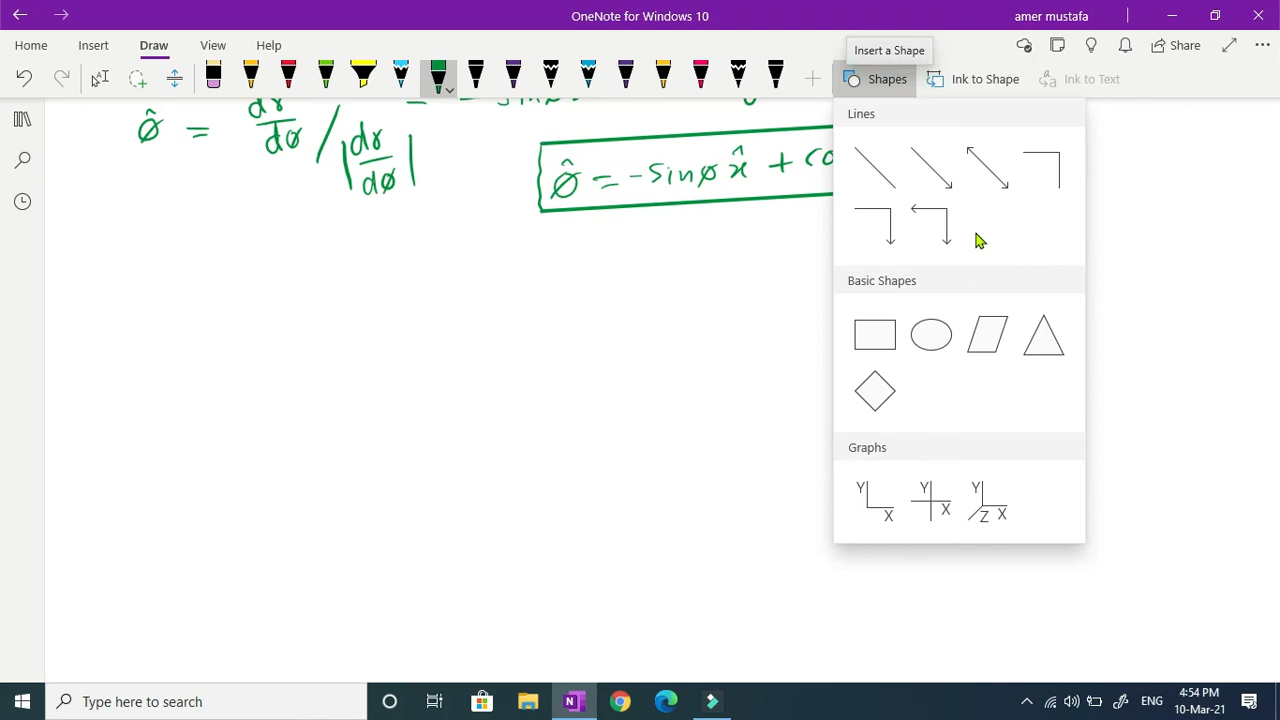 OneNote for Windows 10
amer mustafa
Home
Insert
Draw
View
Help
Share
Insert a Shape
Shapes
Ink to Shape
Ink to Text
Lines
φ̂ = dr/dφ / |dr/dφ|
φ̂ = -sinφ x̂ + co
Basic Shapes
Graphs
Y
X
Y
X
Y
Z
X
Type here to search
ENG
4:54 PM
10-Mar-21